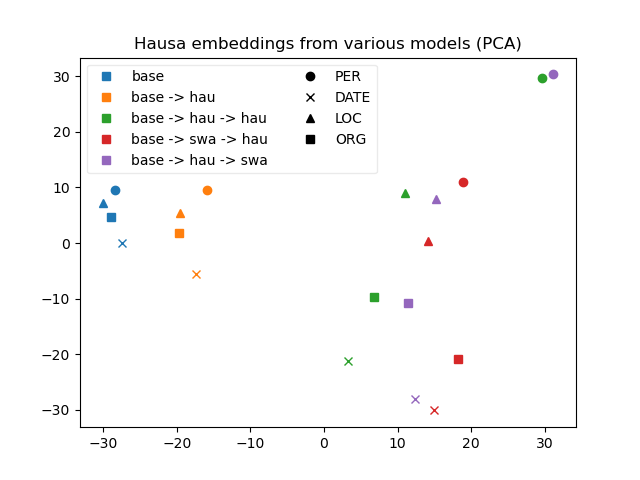 Hausa embeddings from various models (PCA)
base
base -> hau
base -> hau -> hau
base -> swa -> hau
base -> hau -> swa
PER
DATE
LOC
ORG
30
20
10
0
−10
−20
−30
−30 −20 −10 0 10 20 30